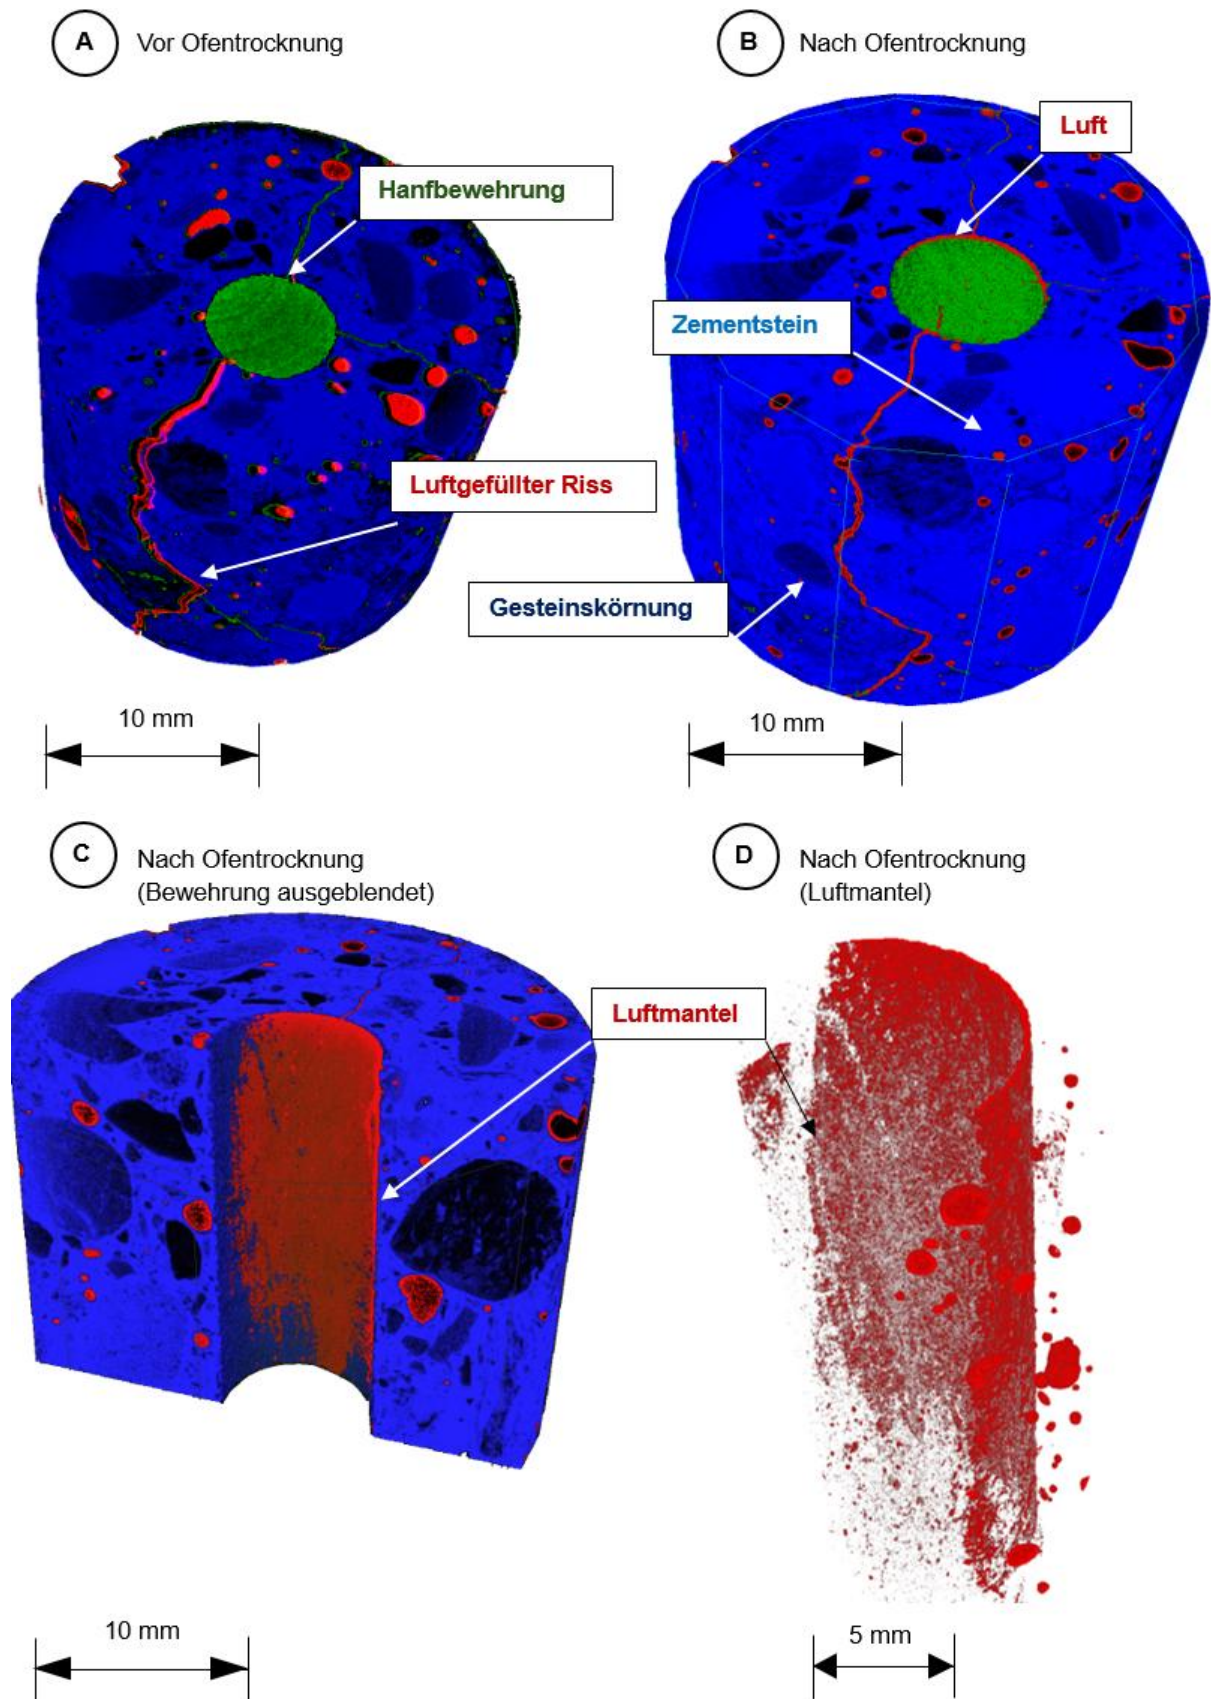 A Vor Ofentrocknung
B Nach Ofentrocknung
Luft
Hanfbewehrung
Zementstein
Luftgefüllter Riss
Gesteinskörnung
10 mm
10 mm
C Nach Ofentrocknung
(Bewehrung ausgeblendet)
D Nach Ofentrocknung
(Luftmantel)
Luftmantel
10 mm
5 mm